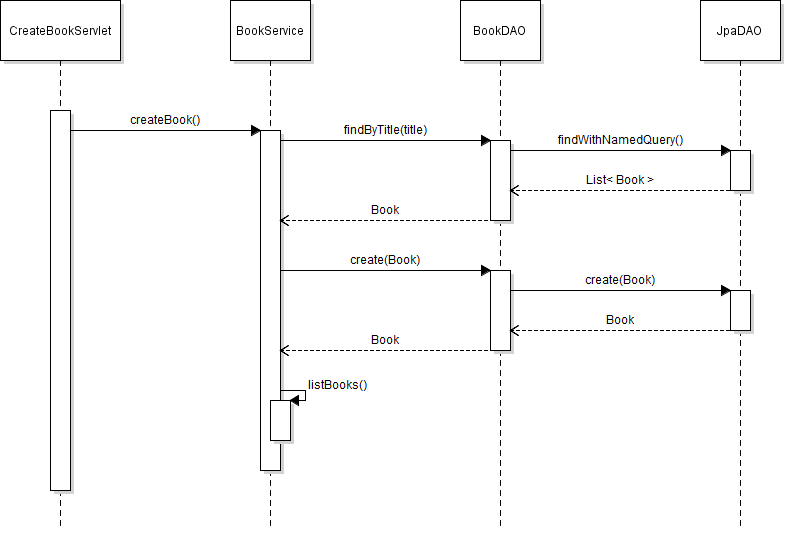 CreateBookServlet
BookService
BookDAO
JpaDAO
createBook()
findByTitle(title)
findWithNamedQuery()
List< Book >
Book
create(Book)
create(Book)
Book
Book
listBooks()